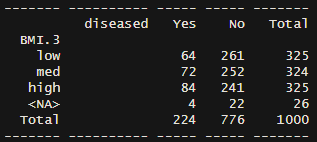 ------- ----------- ----- ----- -------
diseased Yes No Total
BMI.3
low 64 261 325
med 72 252 324
high 84 241 325
<NA> 4 22 26
Total 224 776 1000
------- ----------- ----- ----- -------